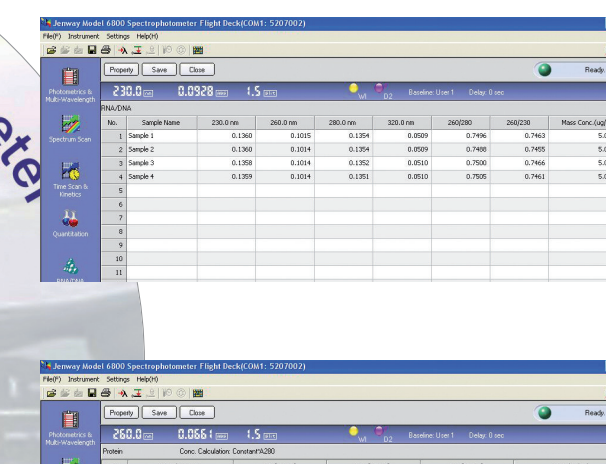 Jenway Model 6800 Spectrophotometer Flight Deck(COM1: 5207002)
File(F) Instrument Settings Help(H)
Property Save Close Ready.
230.0 nm 0.0928 1.5 WI D2 Baseline: User 1 Delay: 0 sec
Photometrics & Multi-Wavelength
Spectrum Scan
Time Scan & Kinetics
Quantitation
RNA/DNA
RNA/DNA
No. Sample Name 230.0 nm 260.0 nm 280.0 nm 320.0 nm 260/280 260/230 Mass Conc.(ug/
1 Sample 1 0.1360 0.1015 0.1354 0.0509 0.7496 0.7463 5.0
2 Sample 2 0.1360 0.1014 0.1354 0.0509 0.7488 0.7455 5.0
3 Sample 3 0.1358 0.1014 0.1352 0.0510 0.7500 0.7466 5.0
4 Sample 4 0.1359 0.1014 0.1351 0.0510 0.7505 0.7461 5.0
5
6
7
8
9
10
11
Jenway Model 6800 Spectrophotometer Flight Deck(COM1: 5207002)
File(F) Instrument Settings Help(H)
Property Save Close Ready.
260.0 nm 0.0661 1.5 WI D2 Baseline: User 1 Delay: 0 sec
Photometrics & Multi-Wavelength
Protein Conc. Calculation: Constant*A280